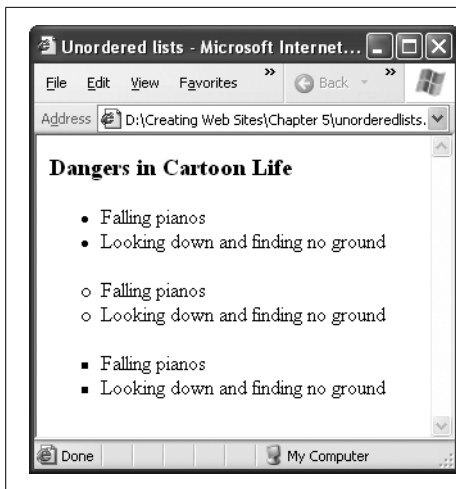 Unordered lists - Microsoft Internet...
File Edit View Favorites » Back »
Address D:\Creating Web Sites\Chapter 5\unorderedlists.
Dangers in Cartoon Life
• Falling pianos
• Looking down and finding no ground
○ Falling pianos
○ Looking down and finding no ground
▪ Falling pianos
▪ Looking down and finding no ground
Done My Computer